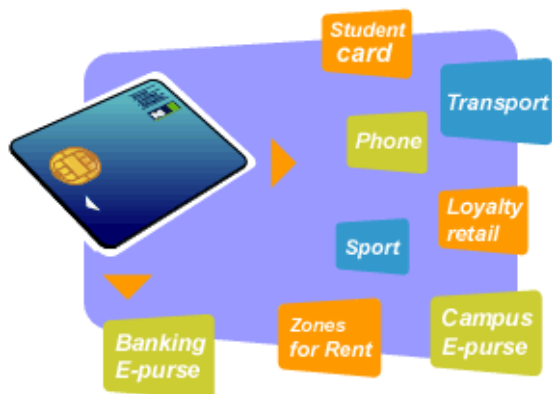 Student
card
Transport
Phone
Loyalty
retail
Sport
Banking
E-purse
Zones
for Rent
Campus
E-purse